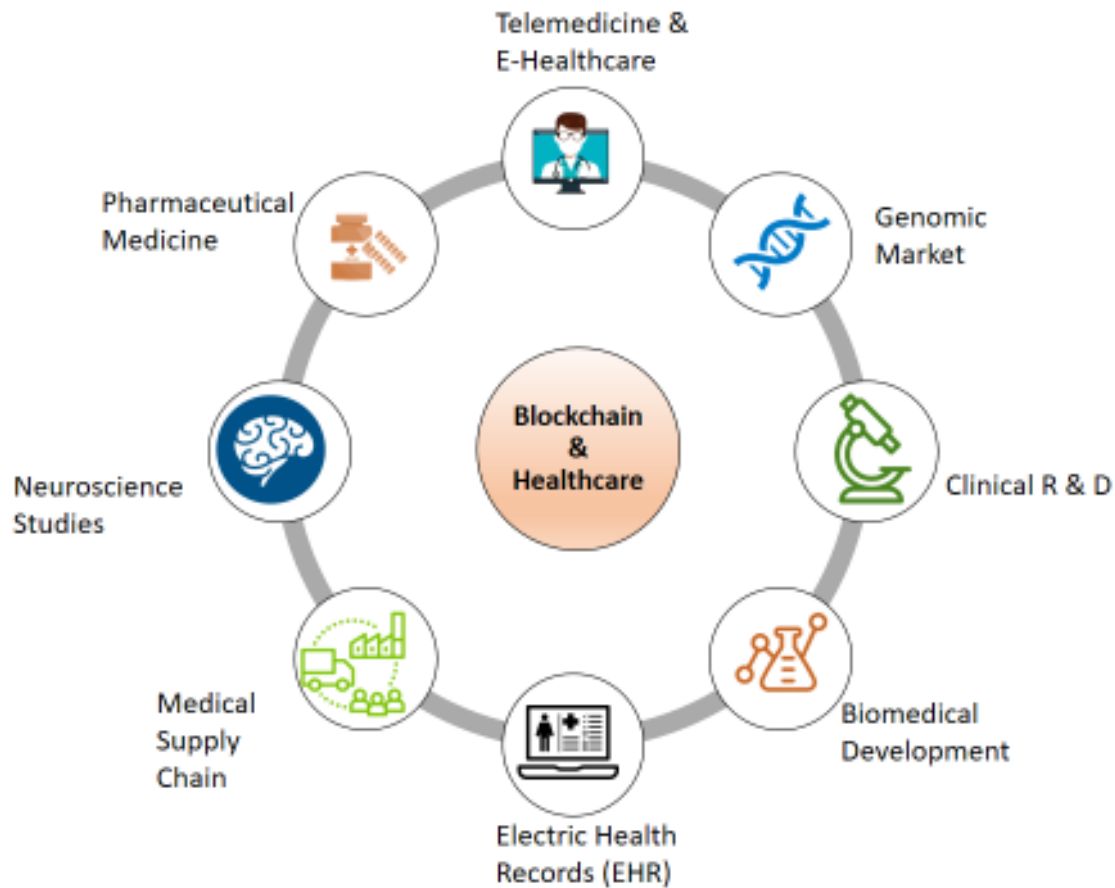 Telemedicine &
E-Healthcare
Pharmaceutical
Medicine
Genomic
Market
Blockchain
&
Healthcare
Neuroscience
Studies
Clinical R & D
Medical
Supply
Chain
Biomedical
Development
Electric Health
Records (EHR)